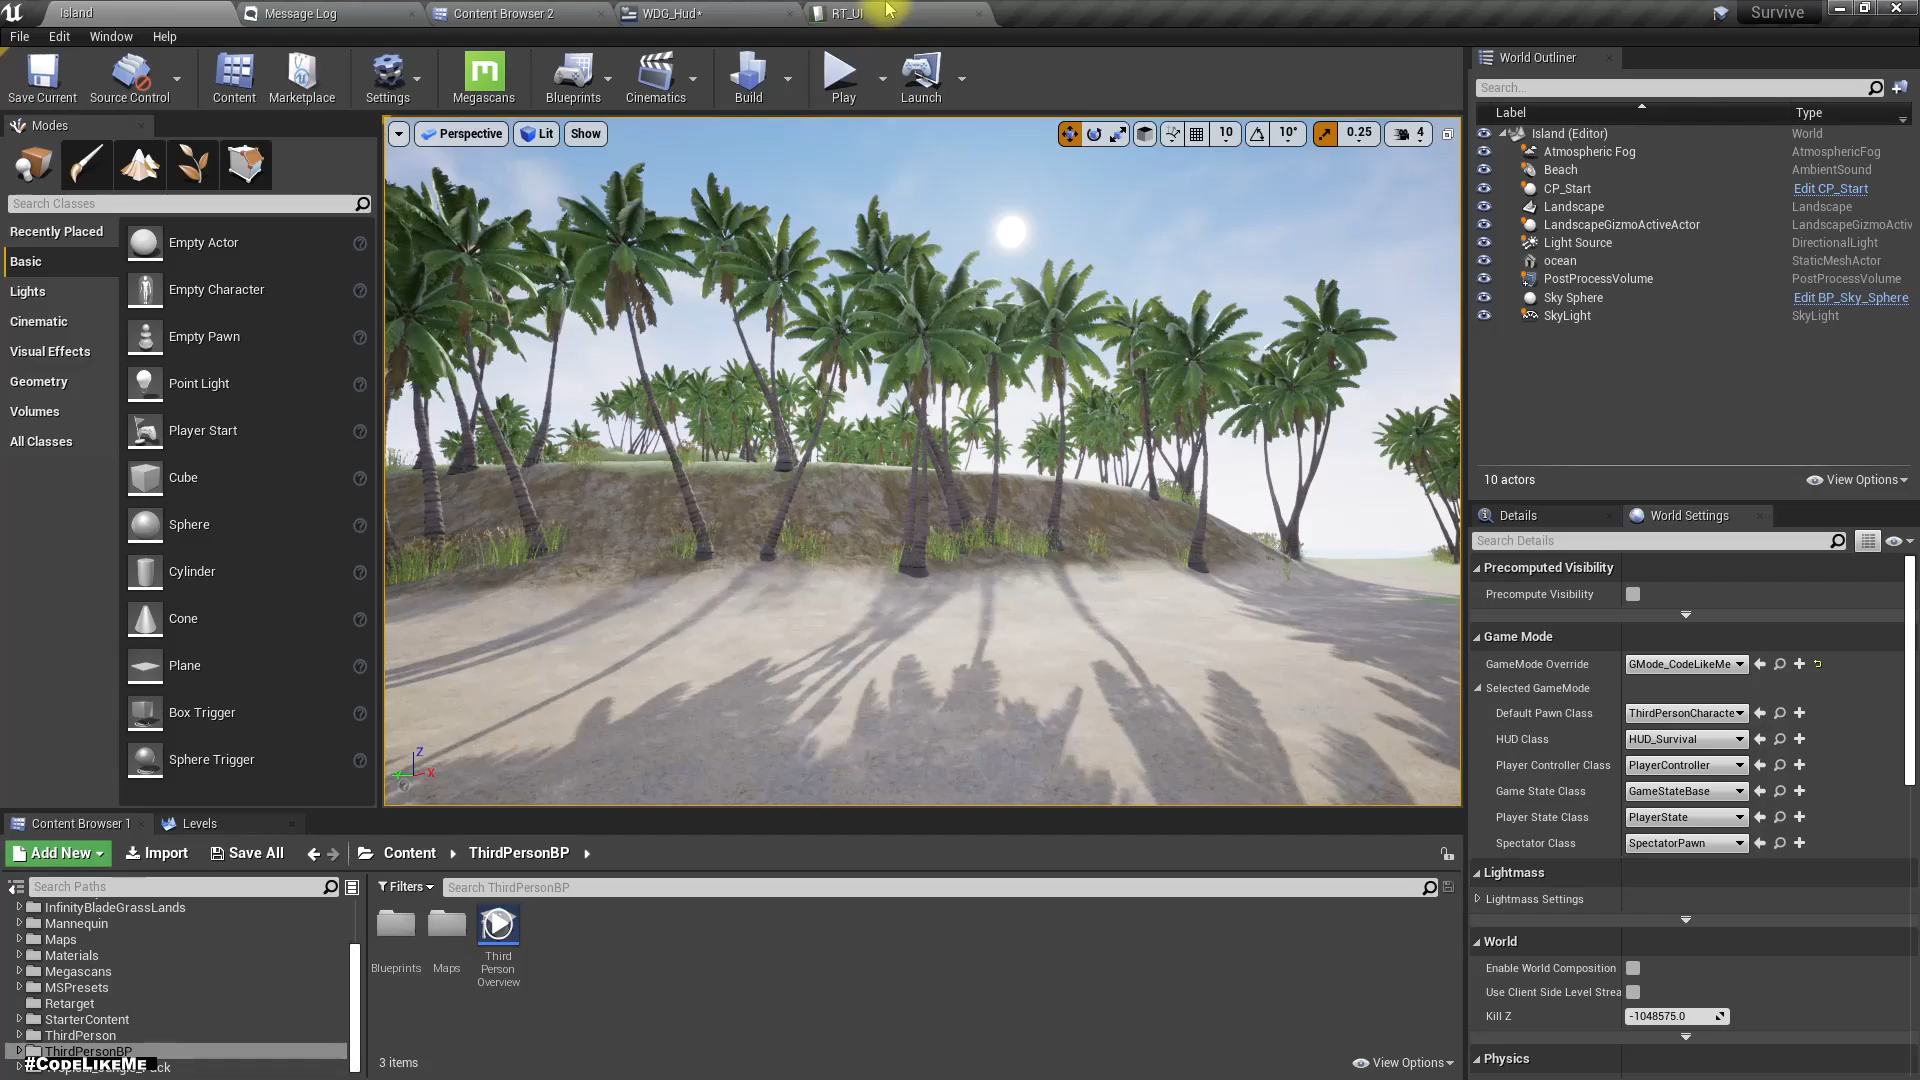 Island
Message Log
Content Browser 2
WDG_Hud*
RT_UI
Survive
File
Edit
Window
Help
Save Current
Source Control
Content
Marketplace
Settings
Megascans
Blueprints
Cinematics
Build
Play
Launch
Modes
Search Classes
Recently Placed
Basic
Lights
Cinematic
Visual Effects
Geometry
Volumes
All Classes
Empty Actor
Empty Character
Empty Pawn
Point Light
Player Start
Cube
Sphere
Cylinder
Cone
Plane
Box Trigger
Sphere Trigger
Perspective
Lit
Show
10
10°
0.25
4
Z
X
Y
World Outliner
Search...
Label
Type
Island (Editor)
World
Atmospheric Fog
AtmosphericFog
Beach
AmbientSound
CP_Start
Edit CP_Start
Landscape
Landscape
LandscapeGizmoActiveActor
LandscapeGizmoActiv
Light Source
DirectionalLight
ocean
StaticMeshActor
PostProcessVolume
PostProcessVolume
Sky Sphere
Edit BP_Sky_Sphere
SkyLight
SkyLight
10 actors
View Options
Details
World Settings
Search Details
Precomputed Visibility
Precompute Visibility
Game Mode
GameMode Override
GMode_CodeLikeMe
Selected GameMode
Default Pawn Class
ThirdPersonCharacte
HUD Class
HUD_Survival
Player Controller Class
PlayerController
Game State Class
GameStateBase
Player State Class
PlayerState
Spectator Class
SpectatorPawn
Lightmass
Lightmass Settings
World
Enable World Composition
Use Client Side Level Strea
Kill Z
-1048575.0
Physics
Content Browser 1
Levels
Add New
Import
Save All
Content
ThirdPersonBP
Search Paths
Filters
Search ThirdPersonBP
InfinityBladeGrassLands
Mannequin
Maps
Materials
Megascans
MSPresets
Retarget
StarterContent
ThirdPerson
ThirdPersonBP
#CodeLikeMe
Blueprints
Maps
Third
Person
Overview
3 items
View Options